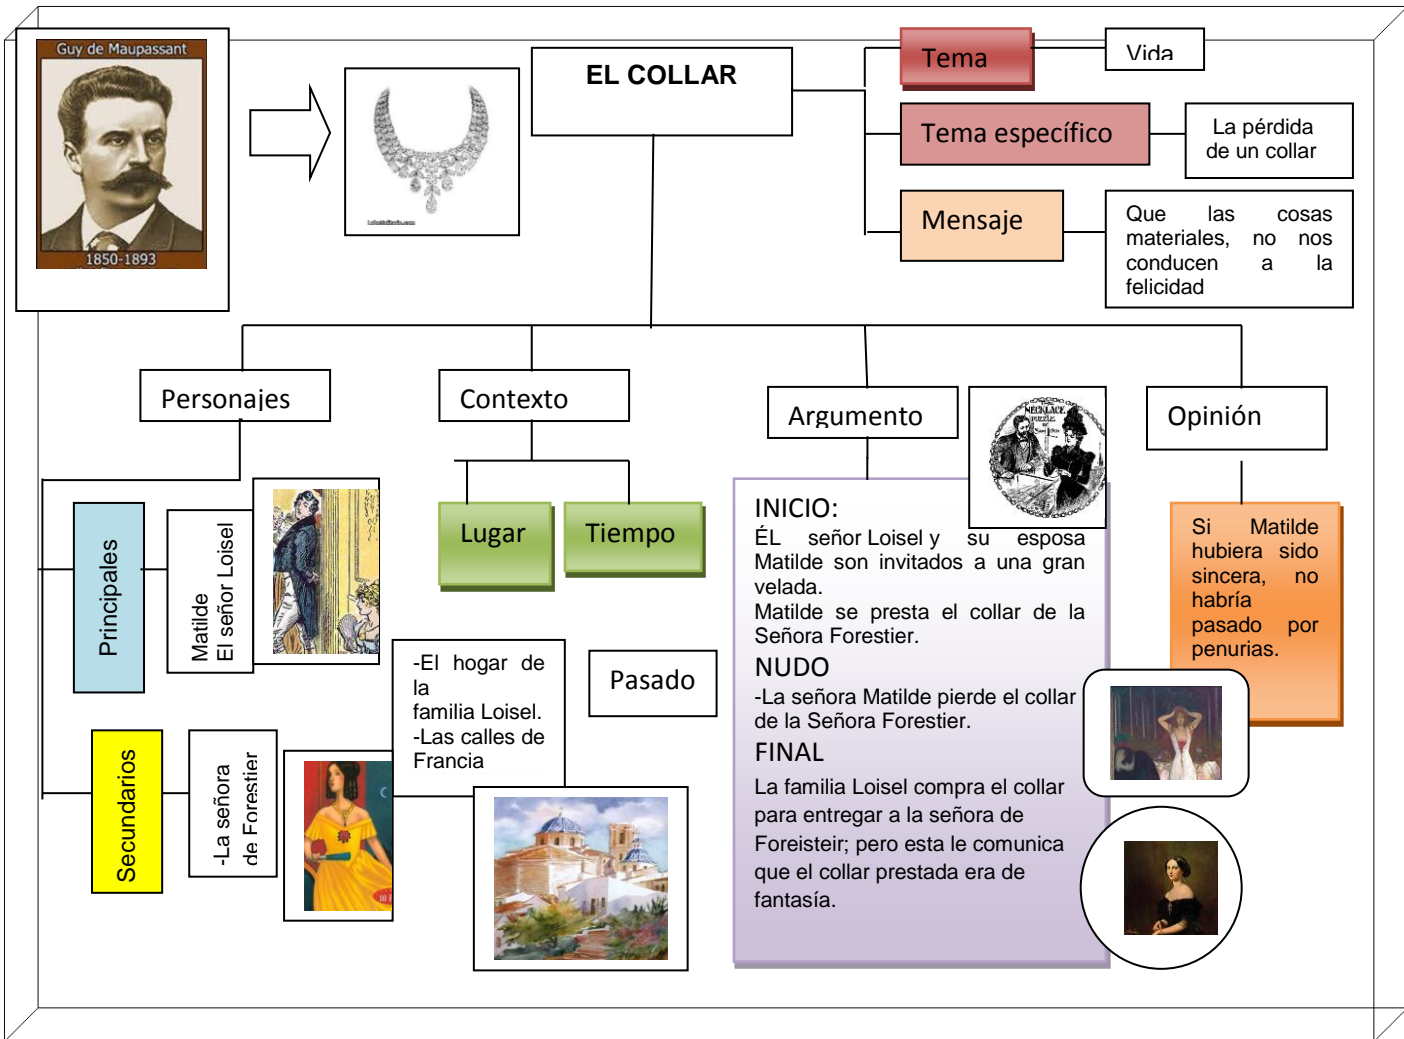 Guy de Maupassant
1850-1893
EL COLLAR
Tema
Vida
Tema específico
La pérdida
de un collar
Mensaje
Que las cosas
materiales, no nos
conducen a la
felicidad
Personajes
Contexto
Argumento
Opinión
NECKLACE
PUZZLE
Principales
Matilde
El señor Loisel
Secundarios
-La señora
de Forestier
Lugar
Tiempo
-El hogar de
la
familia Loisel.
-Las calles de
Francia
Pasado
INICIO:
ÉL señor Loisel y su esposa
Matilde son invitados a una gran
velada.
Matilde se presta el collar de la
Señora Forestier.
NUDO
-La señora Matilde pierde el collar
de la Señora Forestier.
FINAL
La familia Loisel compra el collar
para entregar a la señora de
Foreisteir; pero esta le comunica
que el collar prestada era de
fantasía.
Si Matilde
hubiera sido
sincera, no
habría
pasado por
penurias.